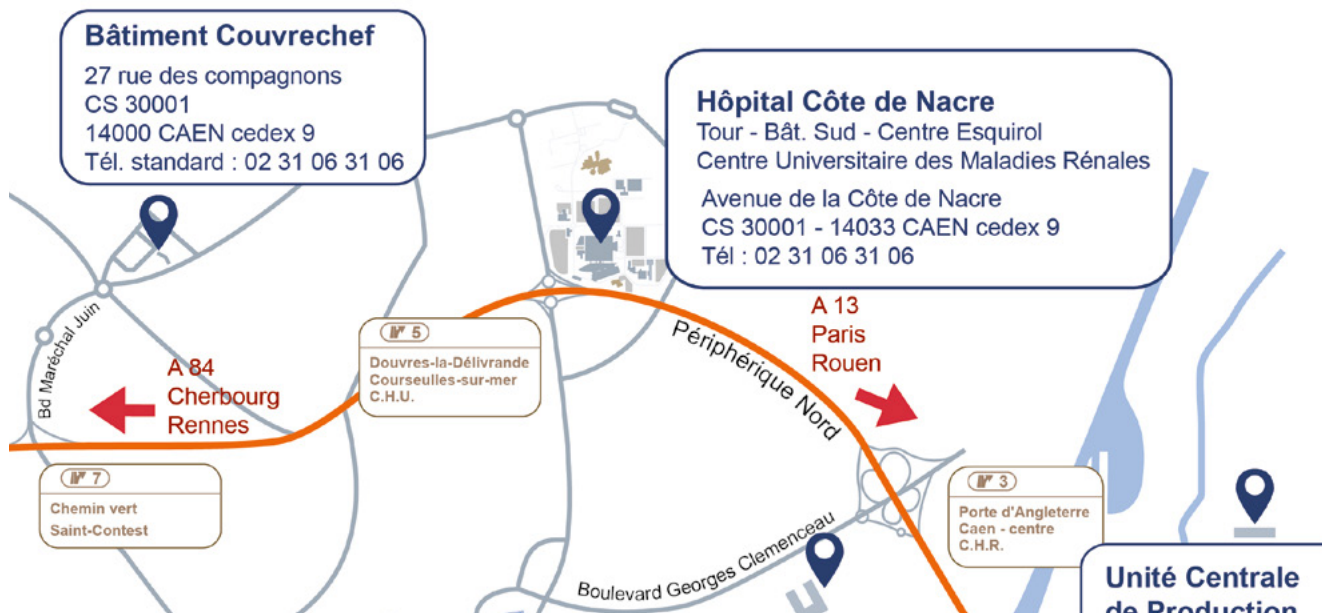 Bâtiment Couvrechef
27 rue des compagnons
CS 30001
14000 CAEN cedex 9
Tél. standard : 02 31 06 31 06
Hôpital Côte de Nacre
Tour - Bât. Sud - Centre Esquirol
Centre Universitaire des Maladies Rénales
Avenue de la Côte de Nacre
CS 30001 - 14033 CAEN cedex 9
Tél : 02 31 06 31 06
Bd Maréchal Juin
A 84
Cherbourg
Rennes
5
Douvres-la-Délivrande
Courseulles-sur-mer
C.H.U.
Périphérique Nord
A 13
Paris
Rouen
7
Chemin vert
Saint-Contest
3
Porte d'Angleterre
Caen - centre
C.H.R.
Boulevard Georges Clemenceau
Unité Centrale
de Production